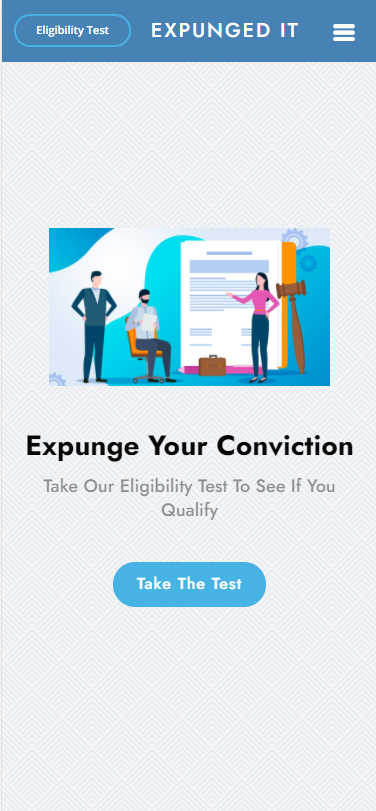 Eligibility Test
EXPUNGED IT
Expunge Your Conviction
Take Our Eligibility Test To See If You
Qualify
Take The Test